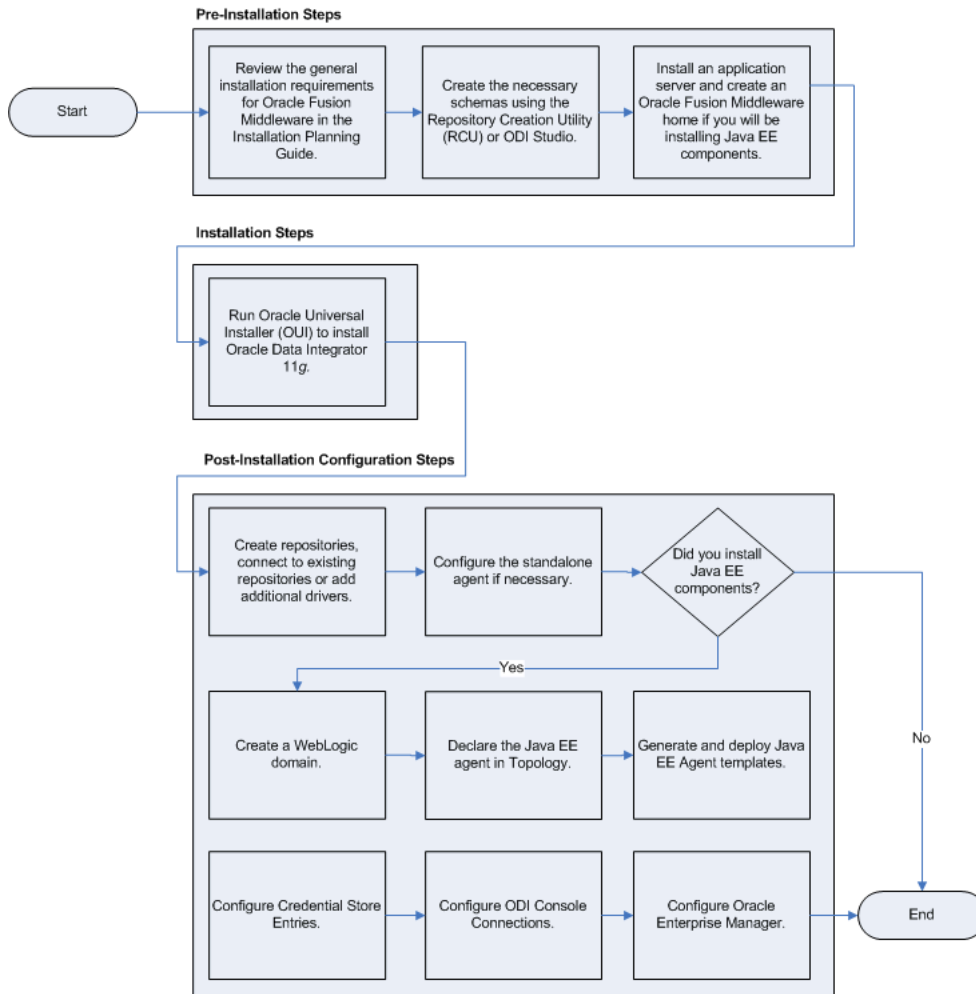 Pre-Installation Steps
Start
Review the general
installation requirements
for Oracle Fusion
Middleware in the
Installation Planning
Guide.
Create the necessary
schemas using the
Repository Creation Utility
(RCU) or ODI Studio.
Install an application
server and create an
Oracle Fusion Middleware
home if you will be
installing Java EE
components.
Installation Steps
Run Oracle Universal
Installer (OUI) to install
Oracle Data Integrator
11g.
Post-Installation Configuration Steps
Create repositories,
connect to existing
repositories or add
additional drivers.
Configure the standalone
agent if necessary.
Did you install
Java EE
components?
Yes
No
Create a WebLogic
domain.
Declare the Java EE
agent in Topology.
Generate and deploy Java
EE Agent templates.
Configure Credential Store
Entries.
Configure ODI Console
Connections.
Configure Oracle
Enterprise Manager.
End